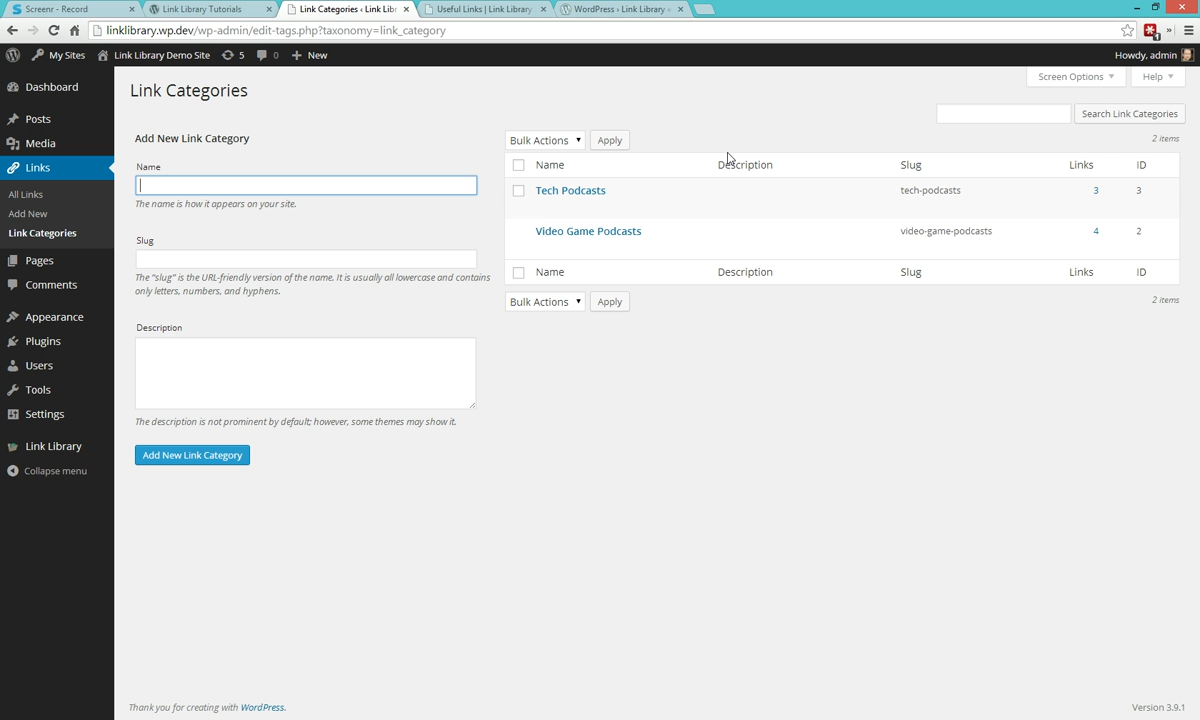 Screenr - Record
Link Library Tutorials
Link Categories ‹ Link Libr
Useful Links | Link Library
WordPress › Link Library «
linklibrary.wp.dev/wp-admin/edit-tags.php?taxonomy=link_category
My Sites
Link Library Demo Site
5
0
New
Howdy, admin
Dashboard
Posts
Media
Links
All Links
Add New
Link Categories
Pages
Comments
Appearance
Plugins
Users
Tools
Settings
Link Library
Collapse menu
Screen Options
Help
Link Categories
Search Link Categories
Add New Link Category
Name
The name is how it appears on your site.
Slug
The "slug" is the URL-friendly version of the name. It is usually all lowercase and contains
only letters, numbers, and hyphens.
Description
The description is not prominent by default; however, some themes may show it.
Add New Link Category
Bulk Actions Apply 2 items
Name Description Slug Links ID
Tech Podcasts tech-podcasts 3 3
Video Game Podcasts video-game-podcasts 4 2
Name Description Slug Links ID
Bulk Actions Apply 2 items
Thank you for creating with WordPress.
Version 3.9.1